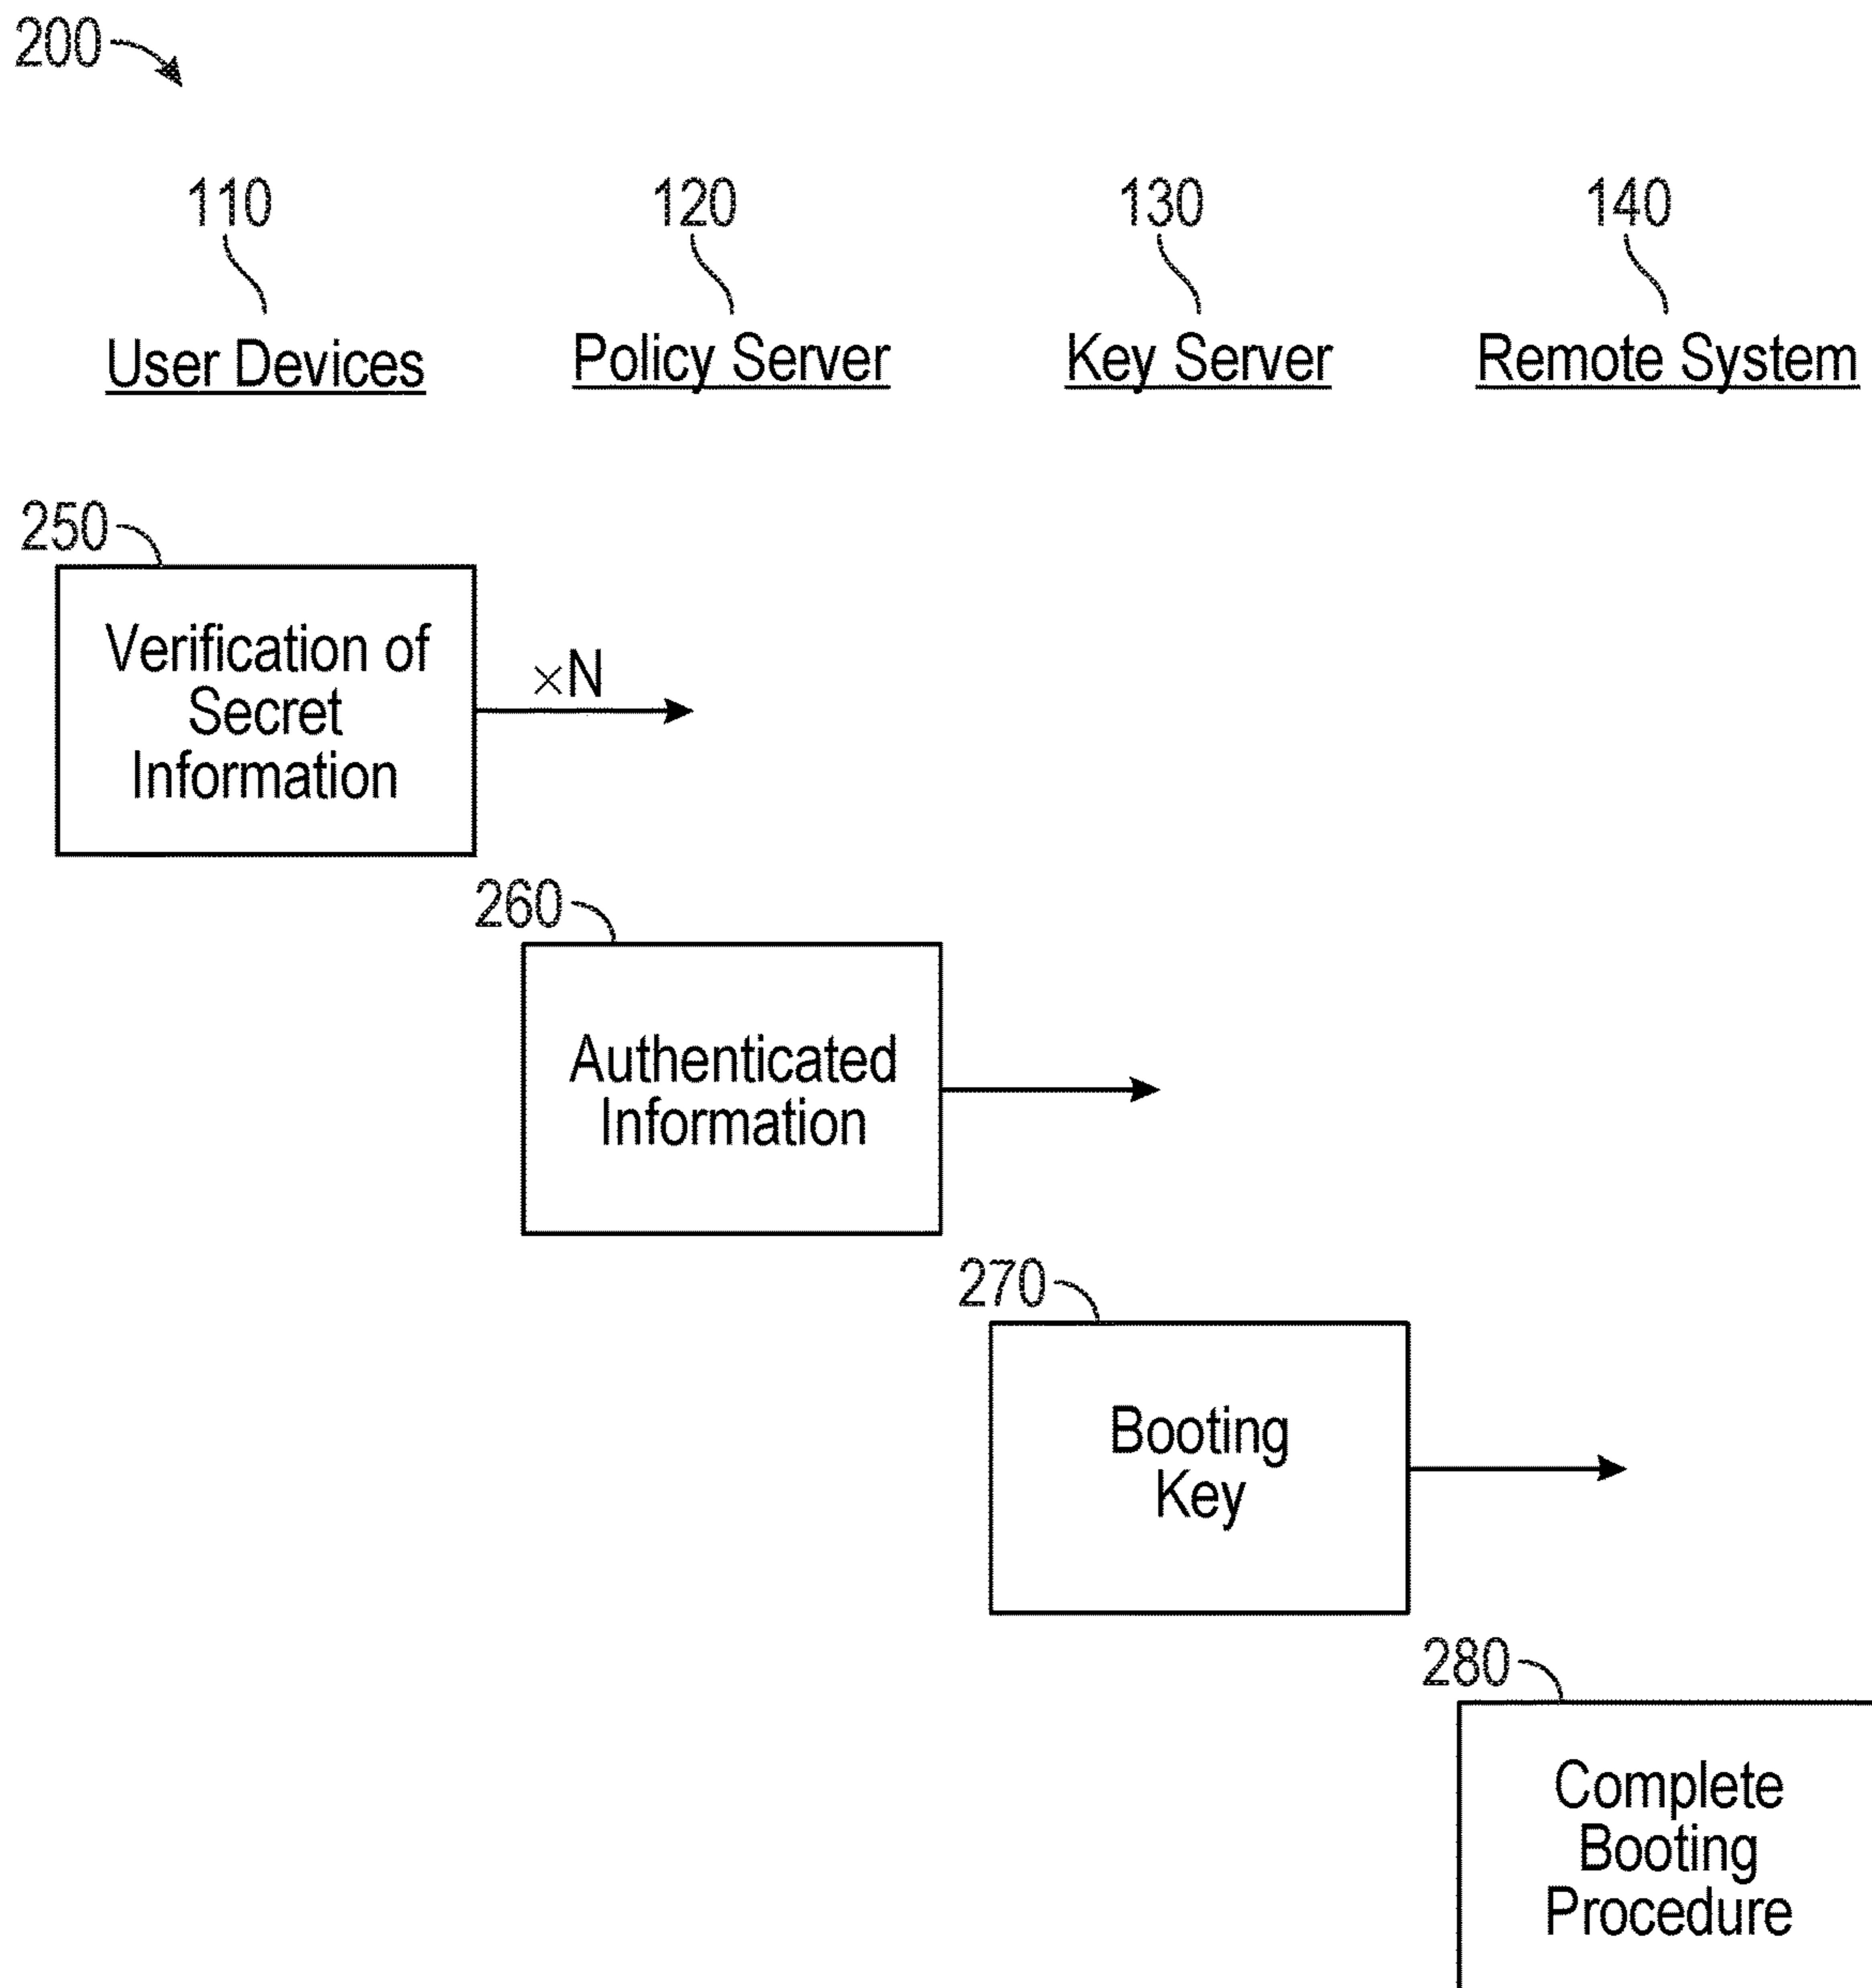 200
110
120
130
140
User Devices
Policy Server
Key Server
Remote System
250
Verification of
Secret
Information
×N
260
Authenticated
Information
270
Booting
Key
280
Complete
Booting
Procedure